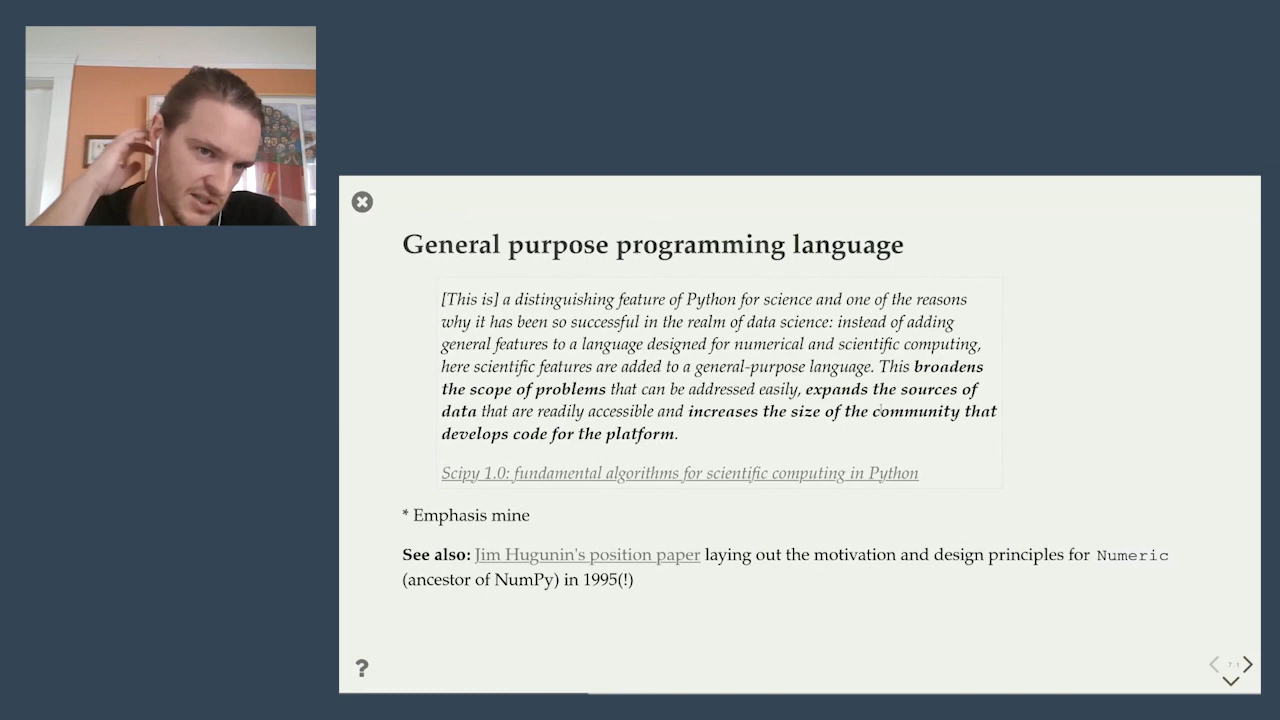 General purpose programming language
[This is] a distinguishing feature of Python for science and one of the reasons
why it has been so successful in the realm of data science: instead of adding
general features to a language designed for numerical and scientific computing,
here scientific features are added to a general-purpose language. This broadens
the scope of problems that can be addressed easily, expands the sources of
data that are readily accessible and increases the size of the community that
develops code for the platform.
Scipy 1.0: fundamental algorithms for scientific computing in Python
* Emphasis mine
See also: Jim Hugunin's position paper laying out the motivation and design principles for Numeric
(ancestor of NumPy) in 1995(!)
?
7.1